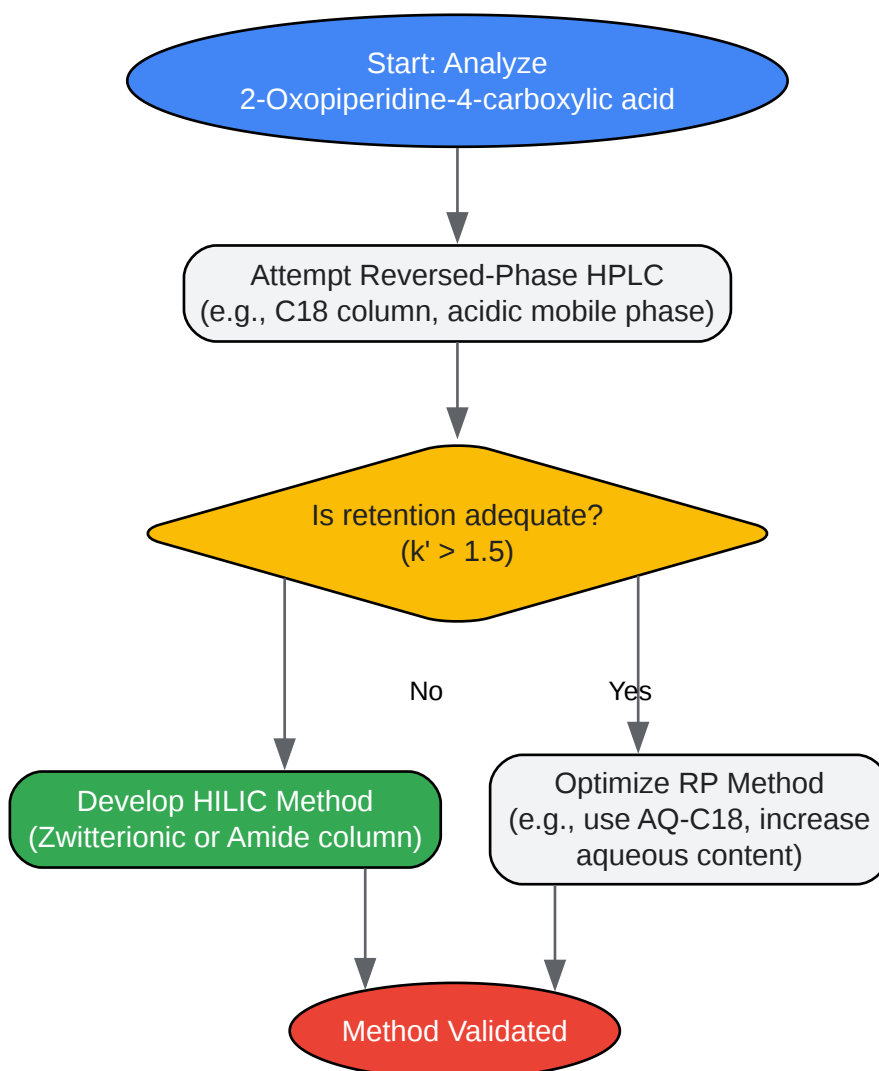 Start: Analyze
2-Oxopiperidine-4-carboxylic acid
Attempt Reversed-Phase HPLC
(e.g., C18 column, acidic mobile phase)
Is retention adequate?
(k' > 1.5)
No
Yes
Develop HILIC Method
(Zwitterionic or Amide column)
Optimize RP Method
(e.g., use AQ-C18, increase
aqueous content)
Method Validated